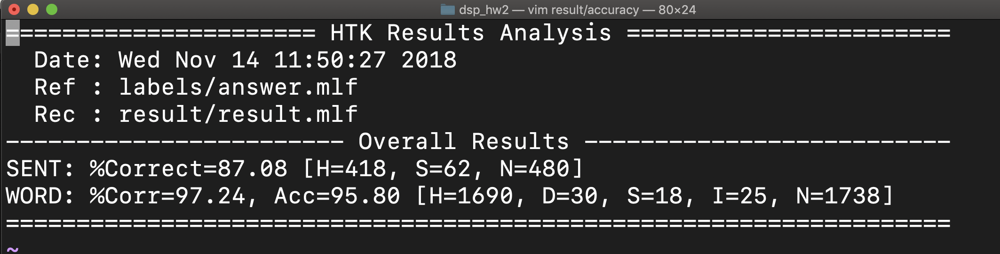 dsp_hw2 — vim result/accuracy — 80×24
====================== HTK Results Analysis =======================
  Date: Wed Nov 14 11:50:27 2018
  Ref : labels/answer.mlf
  Rec : result/result.mlf
------------------------ Overall Results --------------------------
SENT: %Correct=87.08 [H=418, S=62, N=480]
WORD: %Corr=97.24, Acc=95.80 [H=1690, D=30, S=18, I=25, N=1738]
===================================================================
~